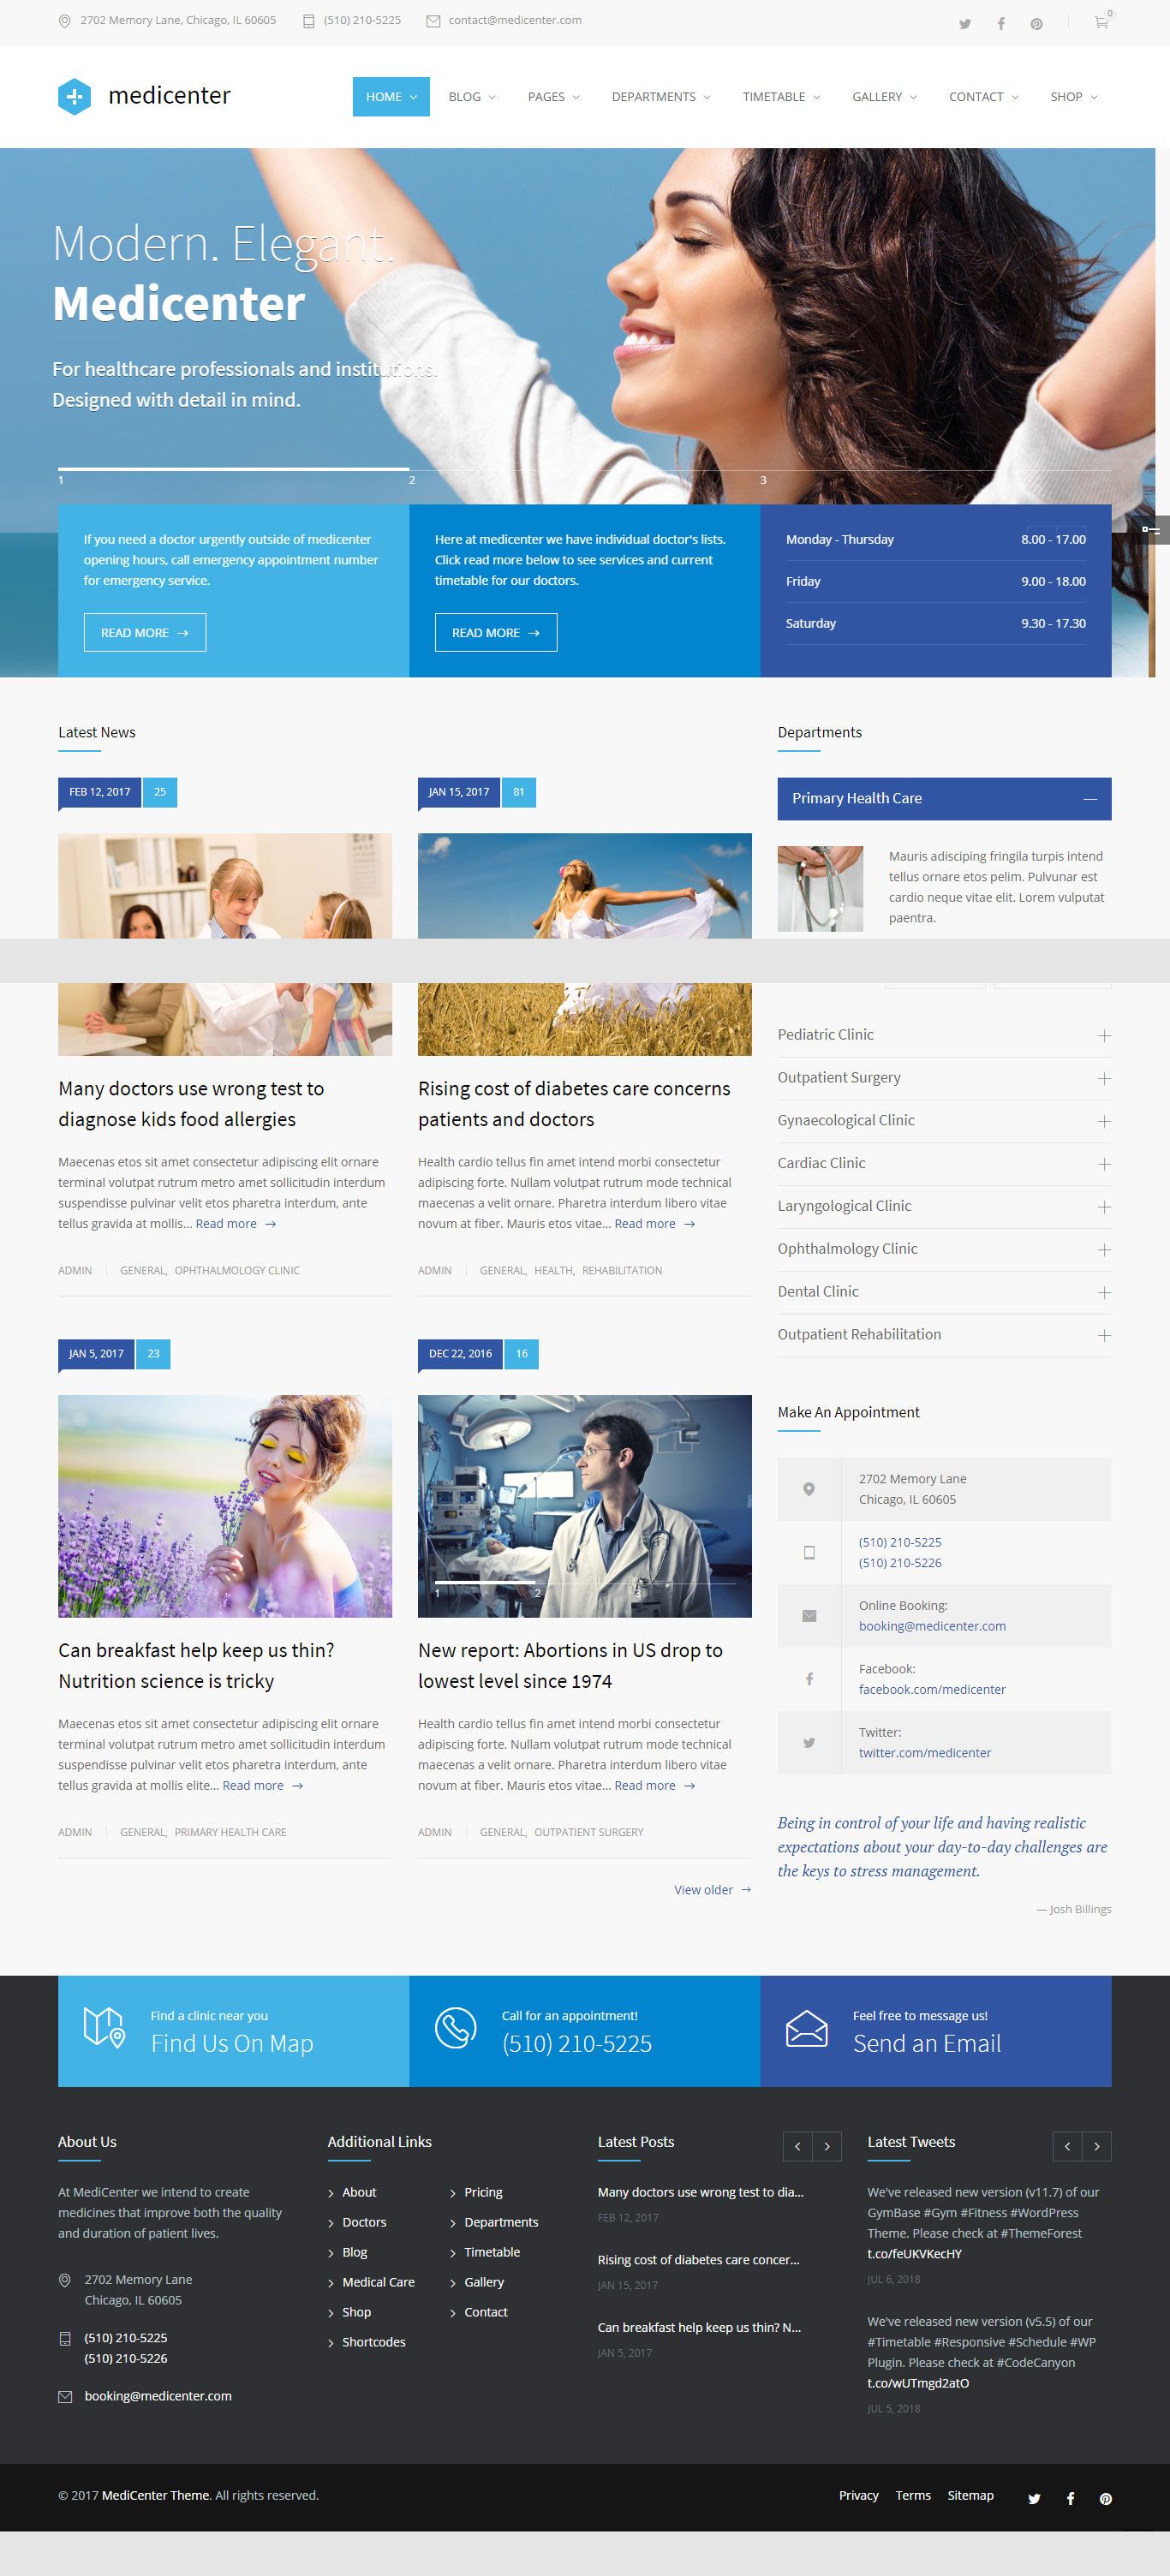 2702 Memory Lane, Chicago, IL 60605
(510) 210-5225
contact@medicenter.com
0
medicenter
HOME
BLOG
PAGES
DEPARTMENTS
TIMETABLE
GALLERY
CONTACT
SHOP
Modern. Elegant.
Medicenter
For healthcare professionals and institutions.
Designed with detail in mind.
1
2
3
If you need a doctor urgently outside of medicenter
opening hours, call emergency appointment number
for emergency service.
READ MORE
Here at medicenter we have individual doctor's lists.
Click read more below to see services and current
timetable for our doctors.
READ MORE
Monday - Thursday 8.00 - 17.00
Friday 9.00 - 18.00
Saturday 9.30 - 17.30
Latest News
FEB 12, 2017 25
Many doctors use wrong test to
diagnose kids food allergies
Maecenas etos sit amet consectetur adipiscing elit ornare
terminal volutpat rutrum metro amet sollicitudin interdum
suspendisse pulvinar velit etos pharetra interdum, ante
tellus gravida at mollis... Read more
ADMIN GENERAL, OPHTHALMOLOGY CLINIC
JAN 15, 2017 81
Rising cost of diabetes care concerns
patients and doctors
Health cardio tellus fin amet intend morbi consectetur
adipiscing forte. Nullam volutpat rutrum mode technical
maecenas a velit ornare. Pharetra interdum libero vitae
novum at fiber. Mauris etos vitae... Read more
ADMIN GENERAL, HEALTH, REHABILITATION
JAN 5, 2017 23
Can breakfast help keep us thin?
Nutrition science is tricky
Maecenas etos sit amet consectetur adipiscing elit ornare
terminal volutpat rutrum metro amet sollicitudin interdum
suspendisse pulvinar velit etos pharetra interdum, ante
tellus gravida at mollis elite... Read more
ADMIN GENERAL, PRIMARY HEALTH CARE
DEC 22, 2016 16
1
2
3
New report: Abortions in US drop to
lowest level since 1974
Health cardio tellus fin amet intend morbi consectetur
adipiscing forte. Nullam volutpat rutrum mode technical
maecenas a velit ornare. Pharetra interdum libero vitae
novum at fiber. Mauris etos vitae... Read more
ADMIN GENERAL, OUTPATIENT SURGERY
View older
Departments
Primary Health Care
Mauris adisciping fringila turpis intend
tellus ornare etos pelim. Pulvunar est
cardio neque vitae elit. Lorem vulputat
paentra.
Pediatric Clinic
Outpatient Surgery
Gynaecological Clinic
Cardiac Clinic
Laryngological Clinic
Ophthalmology Clinic
Dental Clinic
Outpatient Rehabilitation
Make An Appointment
2702 Memory Lane
Chicago, IL 60605
(510) 210-5225
(510) 210-5226
Online Booking:
booking@medicenter.com
Facebook:
facebook.com/medicenter
Twitter:
twitter.com/medicenter
Being in control of your life and having realistic
expectations about your day-to-day challenges are
the keys to stress management.
— Josh Billings
Find a clinic near you
Find Us On Map
Call for an appointment!
(510) 210-5225
Feel free to message us!
Send an Email
About Us
At MediCenter we intend to create
medicines that improve both the quality
and duration of patient lives.
2702 Memory Lane
Chicago, IL 60605
(510) 210-5225
(510) 210-5226
booking@medicenter.com
Additional Links
About
Doctors
Blog
Medical Care
Shop
Shortcodes
Pricing
Departments
Timetable
Gallery
Contact
Latest Posts
Many doctors use wrong test to dia...
FEB 12, 2017
Rising cost of diabetes care concer...
JAN 15, 2017
Can breakfast help keep us thin? N...
JAN 5, 2017
Latest Tweets
We've released new version (v11.7) of our
GymBase #Gym #Fitness #WordPress
Theme. Please check at #ThemeForest
t.co/feUKVKecHY
JUL 6, 2018
We've released new version (v5.5) of our
#Timetable #Responsive #Schedule #WP
Plugin. Please check at #CodeCanyon
t.co/wUTmgd2atO
JUL 5, 2018
© 2017 MediCenter Theme. All rights reserved.
Privacy
Terms
Sitemap